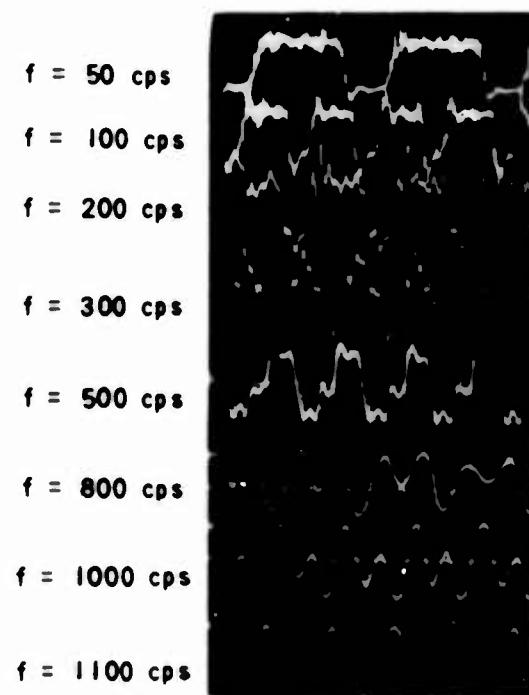 f = 50 cps
f = 100 cps
f = 200 cps
f = 300 cps
f = 500 cps
f = 800 cps
f = 1000 cps
f = 1100 cps